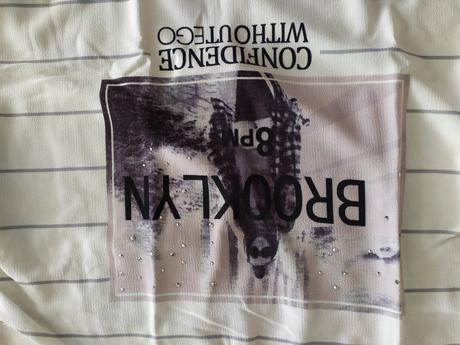 BROOKLYN
8PM
CONFIDENCE
WITHOUTEGO